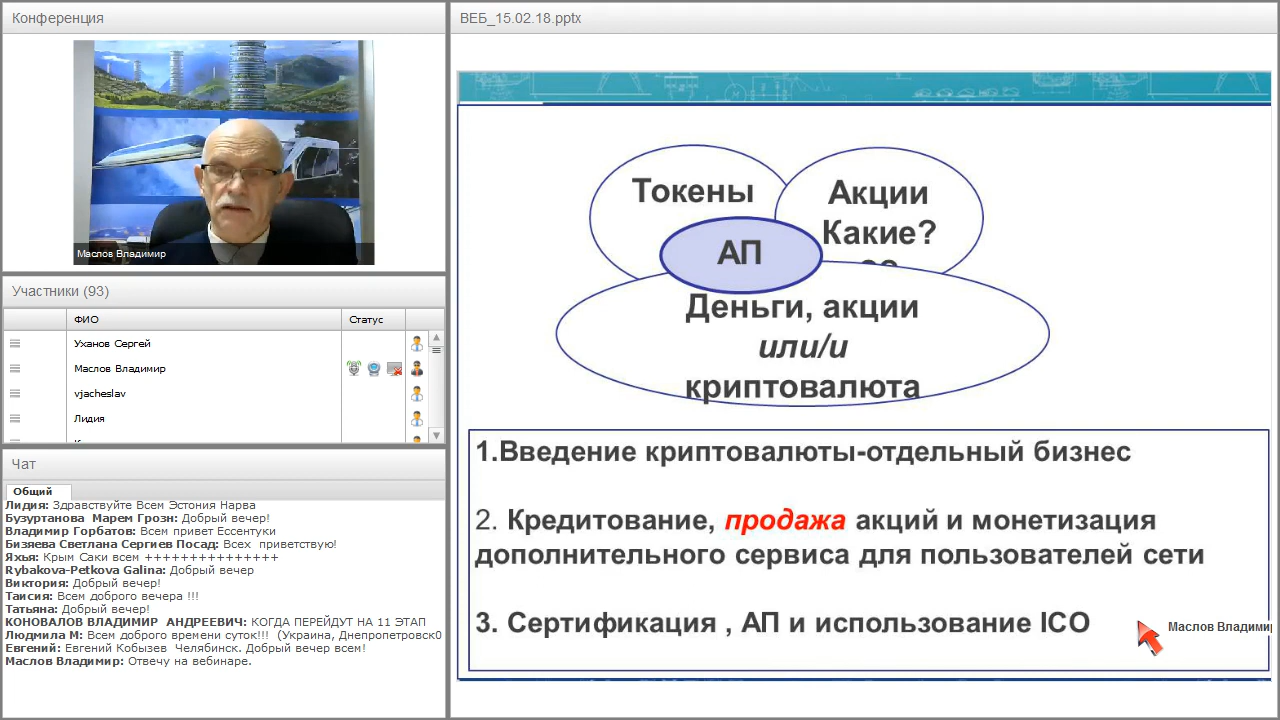 Конференция
Маслов Владимир
Участники (93)
ФИО
Статус
Уханов Сергей
Маслов Владимир
vjacheslav
Лидия
Чат
Общий
Лидия: Здравствуйте Всем Эстония Нарва
Бузуртанова Марем Грозн: Добрый вечер!
Владимир Горбатов: Всем привет Ессентуки
Бизяева Светлана Сергиев Посад: Всех приветствую!
Яхья: Крым Саки всем +++++++++++++++
Rybakova-Petkova Galina: Добрый вечер
Виктория: Добрый вечер!
Таисия: Всем доброго вечера !!!
Татьяна: Добрый вечер!
КОНОВАЛОВ ВЛАДИМИР АНДРЕЕВИЧ: КОГДА ПЕРЕЙДУТ НА 11 ЭТАП
Людмила М: Всем доброго времени суток!!! (Украина, Днепропетровск0
Евгений: Евгений Кобызев Челябинск. Добрый вечер всем!
Маслов Владимир: Отвечу на вебинаре.
ВЕБ_15.02.18.pptx
Токены
Акции
Какие?
АП
Деньги, акции
или/и
криптовалюта
1.Введение криптовалюты-отдельный бизнес
2. Кредитование, продажа акций и монетизация
дополнительного сервиса для пользователей сети
3. Сертификация , АП и использование ICO
Маслов Владимир